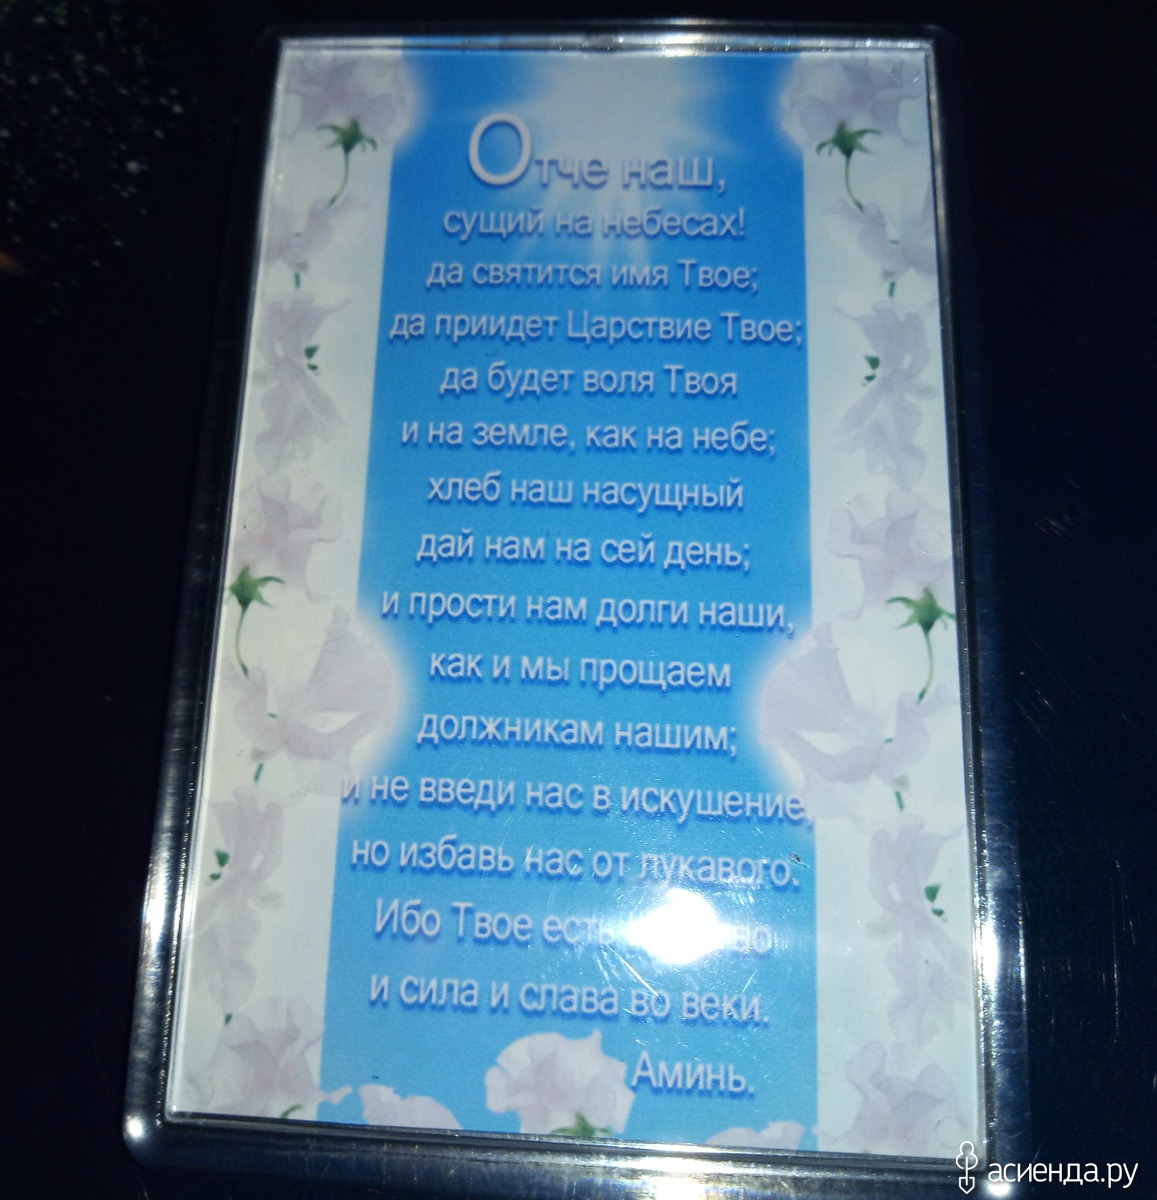 Отче наш,
сущий на небесах!
да святится имя Твое;
да приидет Царствие Твое;
да будет воля Твоя
и на земле, как на небе;
хлеб наш насущный
дай нам на сей день;
и прости нам долги наши,
как и мы прощаем
должникам нашим;
и не введи нас в искушение,
но избавь нас от лукавого.
Ибо Твое есть
и сила и слава во веки.
Аминь.
асиенда.ру